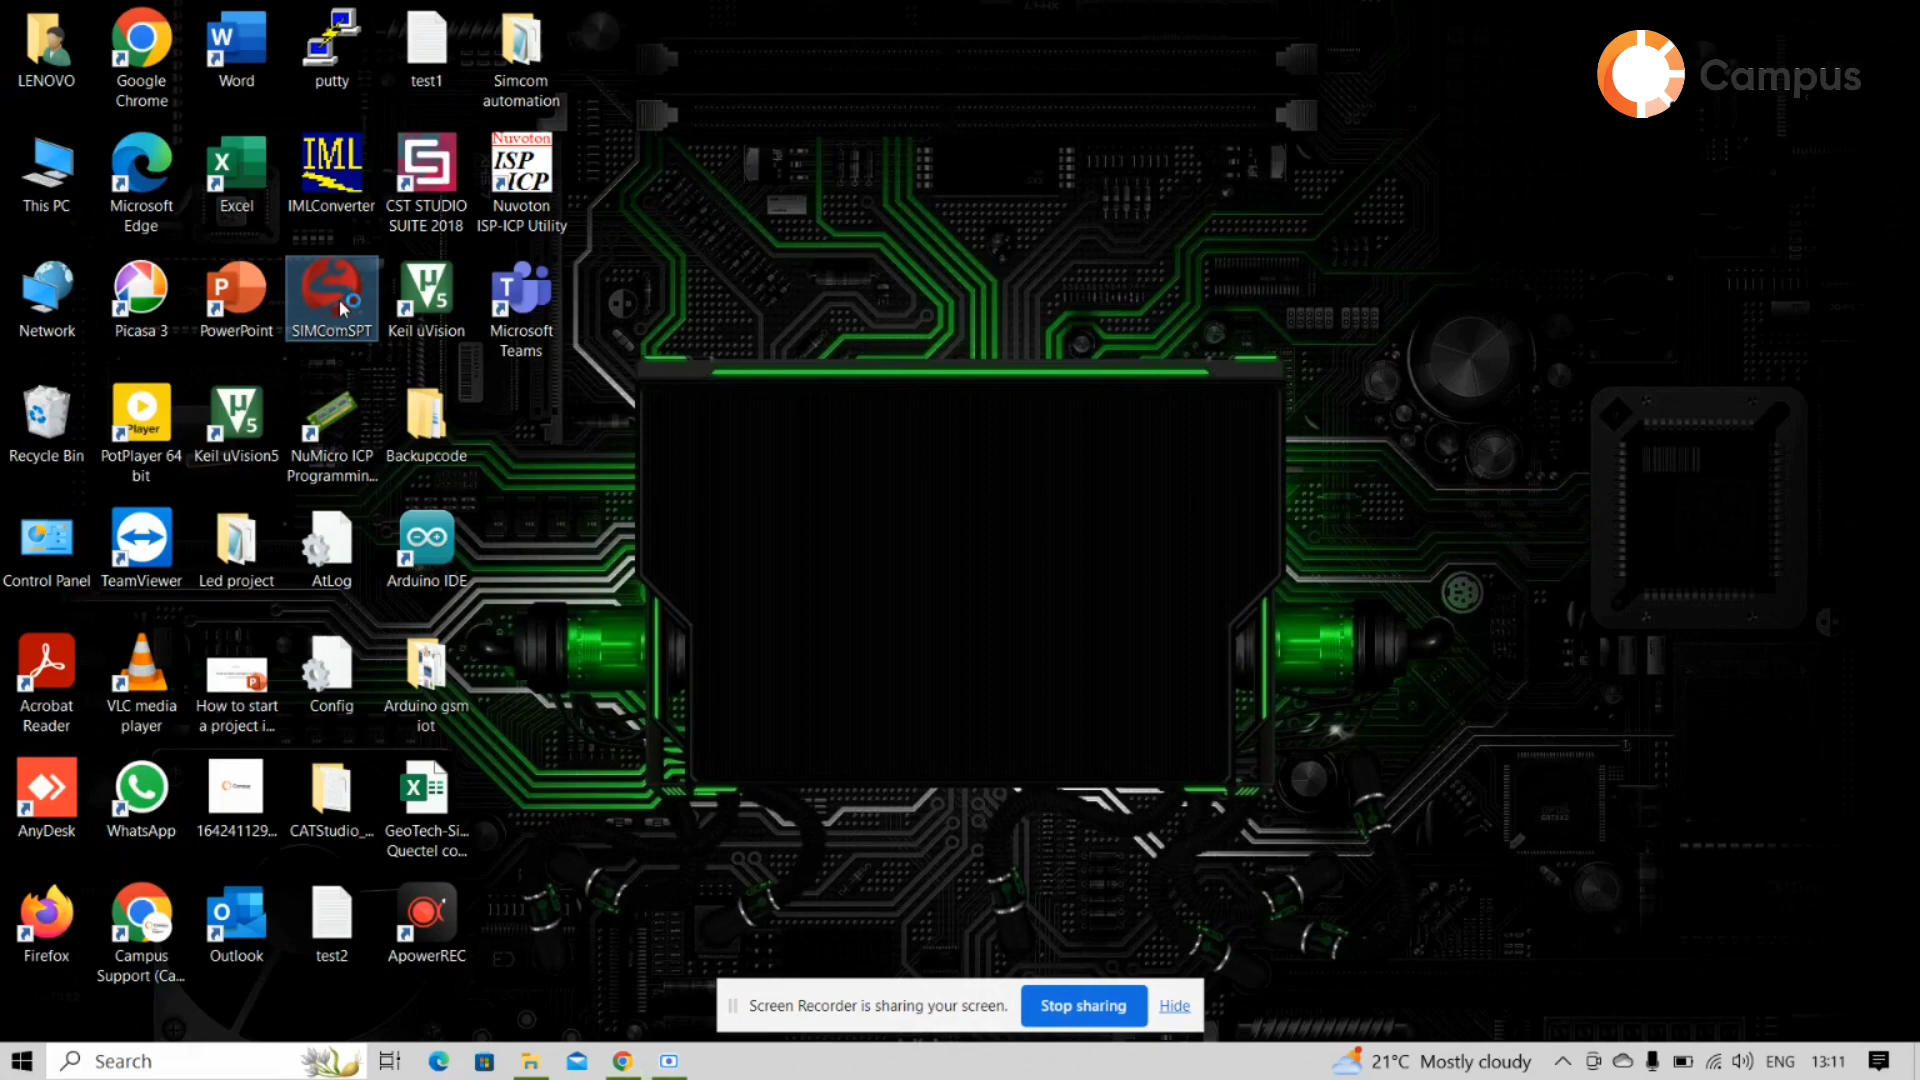 LENOVO
Google
Chrome
Word
putty
test1
Simcom
automation
Campus
This PC
Microsoft
Edge
Excel
IML
IMLConverter
CST STUDIO
SUITE 2018
Nuvoton
ISP
ICP
Nuvoton
ISP-ICP Utility
Network
Picasa 3
PowerPoint
SIMComSPT
Keil uVision
Microsoft
Teams
Recycle Bin
Player
PotPlayer 64
bit
Keil uVision5
NuMicro ICP
Programmin...
Backupcode
Control Panel
TeamViewer
Led project
AtLog
Arduino IDE
Acrobat
Reader
VLC media
player
How to start
a project i...
Config
Arduino gsm
iot
AnyDesk
WhatsApp
164241129...
CATStudio_...
GeoTech-Si...
Quectel co...
Firefox
Campus
Support (Ca...
Outlook
test2
ApowerREC
Screen Recorder is sharing your screen.
Stop sharing
Hide
Search
21°C Mostly cloudy
ENG
13:11